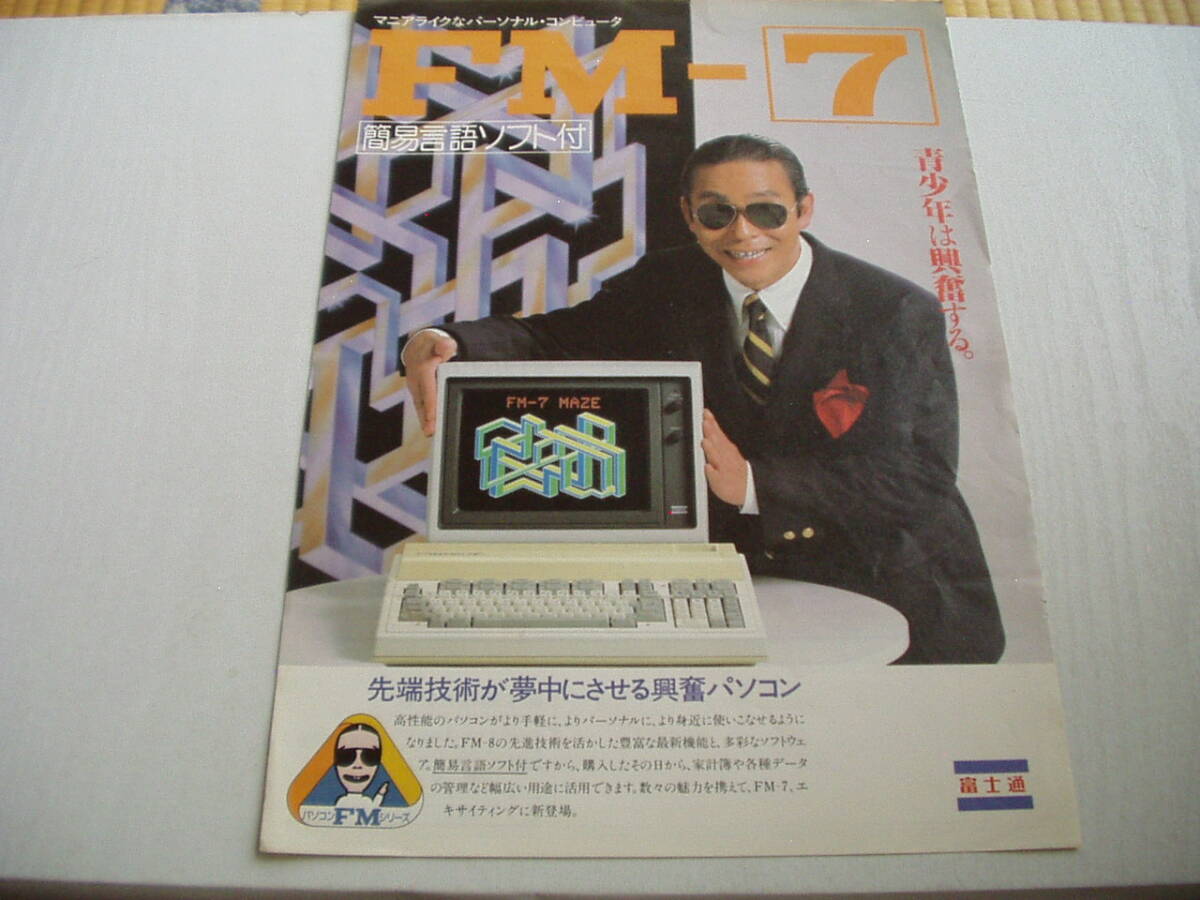 マニアライクなパーソナル・コンピュータ
FM-7
簡易言語ソフト付
青少年は興奮する。
FM-7 MAZE
先端技術が夢中にさせる興奮パソコン
高性能のパソコンがより手軽に、よりパーソナルに、より身近に使いこなせるように
なりました。FM-8の先進技術を活かした豊富な最新機能と、多彩なソフトウェ
ア。簡易言語ソフト付ですから、購入したその日から、家計簿や各種データ
の管理など幅広い用途に活用できます。数々の魅力を携えて、FM-7、エ
キサイティングに新登場。
パソコンFMシリーズ
富士通